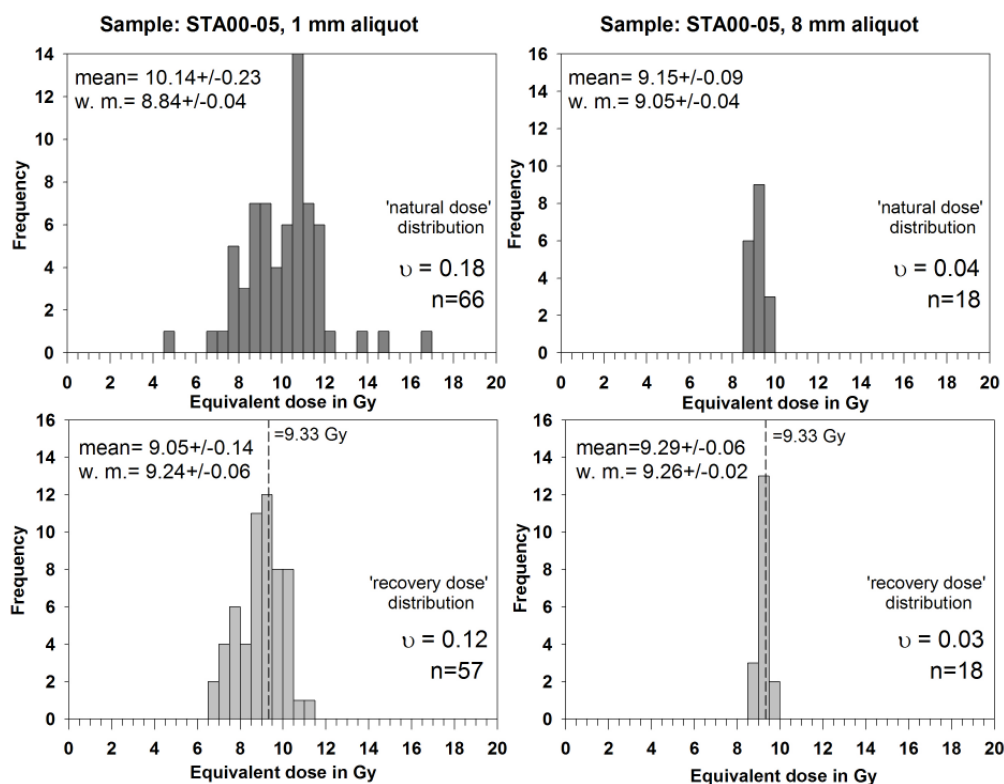 Sample: STA00-05, 1 mm aliquot
14
12
10
8
6
4
2
0
Frequency
mean= 10.14+/-0.23
w. m.= 8.84+/-0.04
'natural dose'
distribution
υ = 0.18
n=66
0 2 4 6 8 10 12 14 16 18 20
Equivalent dose in Gy
Sample: STA00-05, 8 mm aliquot
16
14
12
10
8
6
4
2
0
Frequency
mean= 9.15+/-0.09
w. m.= 9.05+/-0.04
'natural dose'
distribution
υ = 0.04
n=18
0 2 4 6 8 10 12 14 16 18 20
Equivalent dose in Gy
16
14
12
10
8
6
4
2
0
Frequency
mean= 9.05+/-0.14
w. m.= 9.24+/-0.06
=9.33 Gy
'recovery dose'
distribution
υ = 0.12
n=57
0 2 4 6 8 10 12 14 16 18 20
Equivalent dose in Gy
16
14
12
10
8
6
4
2
0
Frequency
mean=9.29+/-0.06
w. m.= 9.26+/-0.02
=9.33 Gy
'recovery dose'
distribution
υ = 0.03
n=18
0 2 4 6 8 10 12 14 16 18 20
Equivalent dose in Gy